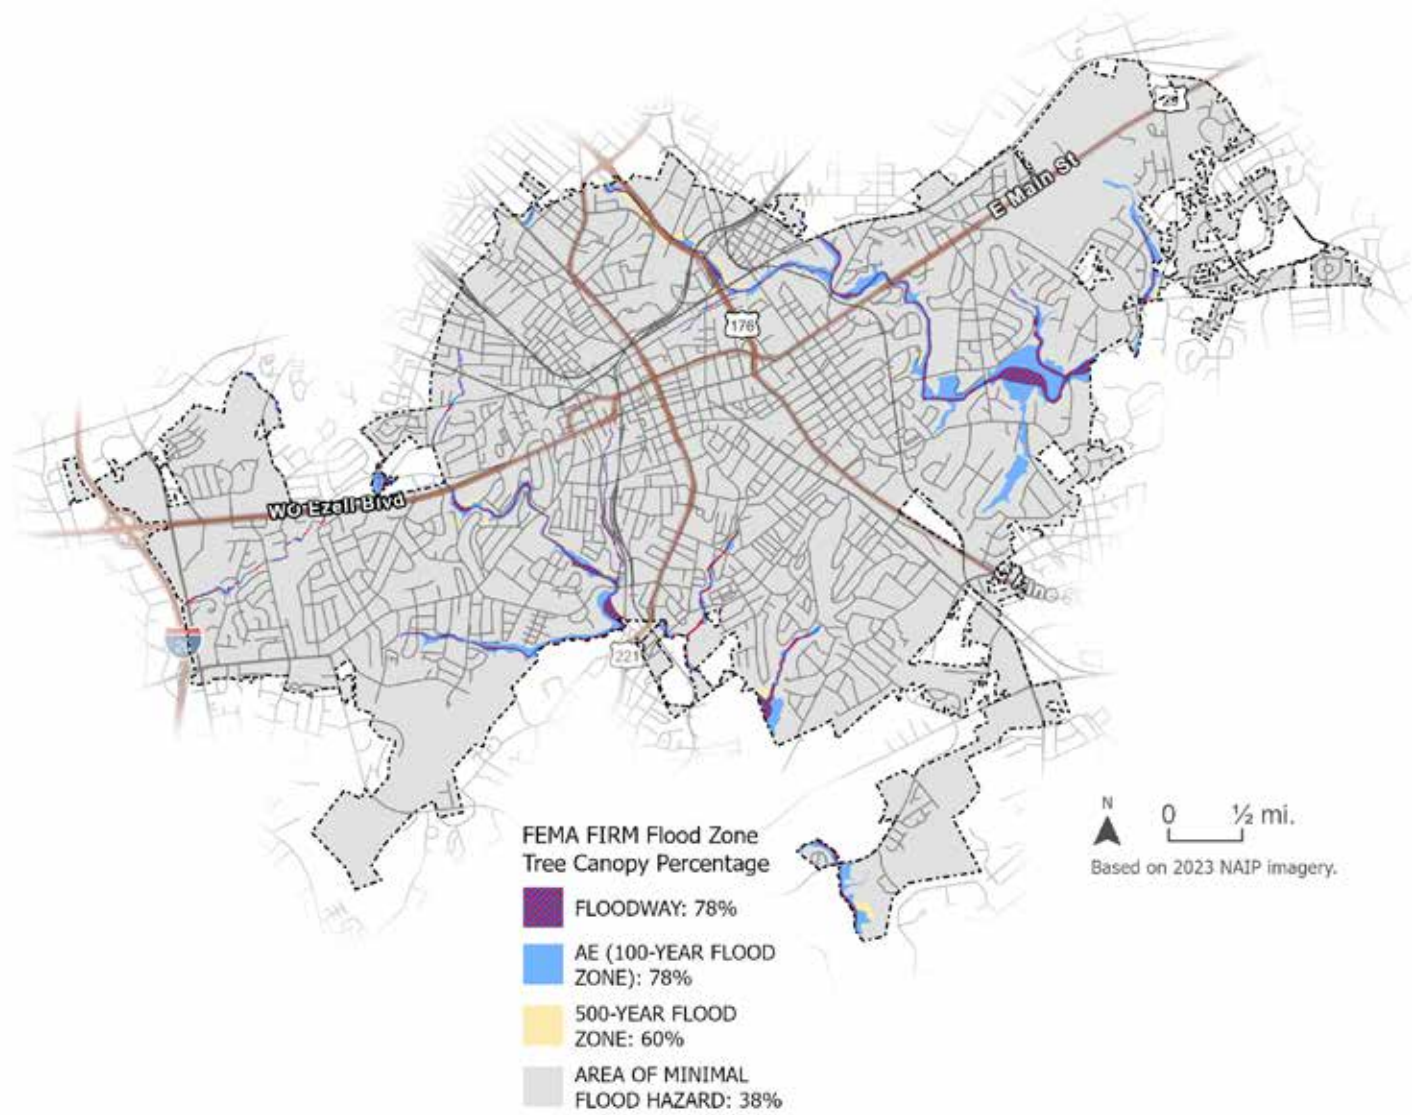 29
E Main St
176
WO Ezell Blvd
221
FEMA FIRM Flood Zone
Tree Canopy Percentage
FLOODWAY: 78%
AE (100-YEAR FLOOD
ZONE): 78%
500-YEAR FLOOD
ZONE: 60%
AREA OF MINIMAL
FLOOD HAZARD: 38%
N
0 ½ mi.
Based on 2023 NAIP imagery.